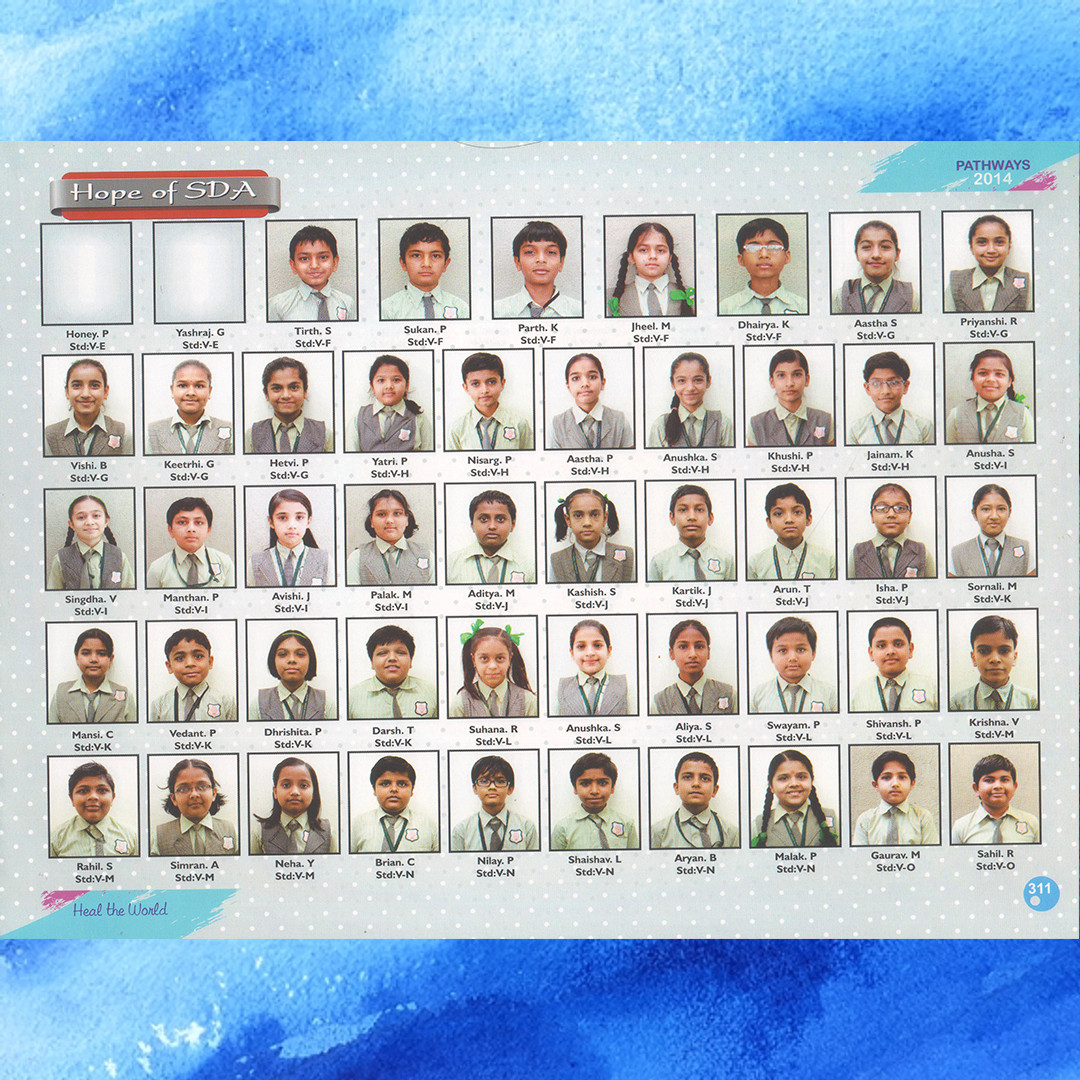 Hope of SDA
PATHWAYS
2014
Honey. P
Std:V-E
Yashraj. G
Std:V-E
Tirth. S
Std:V-F
Sukan. P
Std:V-F
Parth. K
Std:V-F
Jheel. M
Std:V-F
Dhairya. K
Std:V-F
Aastha S
Std:V-G
Priyanshi. R
Std:V-G
Vishi. B
Std:V-G
Keetrhi. G
Std:V-G
Hetvi. P
Std:V-G
Yatri. P
Std:V-H
Nisarg. P
Std:V-H
Aastha. P
Std:V-H
Anushka. S
Std:V-H
Khushi. P
Std:V-H
Jainam. K
Std:V-H
Anusha. S
Std:V-I
Singdha. V
Std:V-I
Manthan. P
Std:V-I
Avishi. J
Std:V-I
Palak. M
Std:V-I
Aditya. M
Std:V-J
Kashish. S
Std:V-J
Kartik. J
Std:V-J
Arun. T
Std:V-J
Isha. P
Std:V-J
Sornali. M
Std:V-K
Mansi. C
Std:V-K
Vedant. P
Std:V-K
Dhrishita. P
Std:V-K
Darsh. T
Std:V-K
Suhana. R
Std:V-L
Anushka. S
Std:V-L
Aliya. S
Std:V-L
Swayam. P
Std:V-L
Shivansh. P
Std:V-L
Krishna. V
Std:V-M
Rahil. S
Std:V-M
Simran. A
Std:V-M
Neha. Y
Std:V-M
Brian. C
Std:V-N
Nilay. P
Std:V-N
Shaishav. L
Std:V-N
Aryan. B
Std:V-N
Malak. P
Std:V-N
Gaurav. M
Std:V-O
Sahil. R
Std:V-O
Heal the World
311